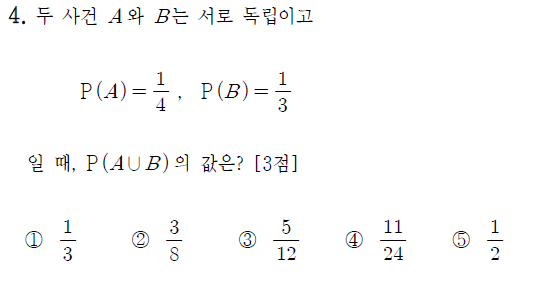 4. 두 사건 A와 B는 서로 독립이고
P(A)=1/4, P(B)=1/3
일 때, P(A∪B)의 값은? [3점]
① 1/3 ② 3/8 ③ 5/12 ④ 11/24 ⑤ 1/2